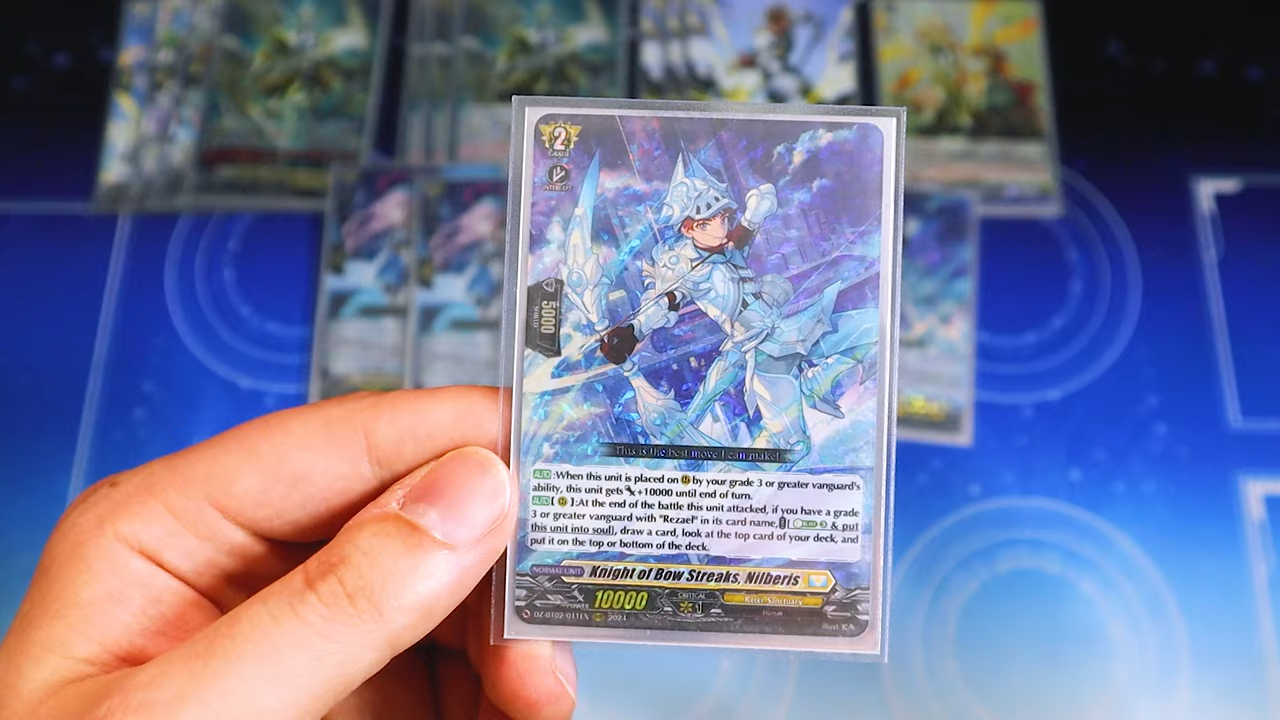 2
GRADE
INTERCEPT
5000
SHIELD
This is the best move I can make!
AUTO:When this unit is placed on by your grade 3 or greater vanguard's
ability, this unit gets +10000 until end of turn.
AUTO[ ]:At the end of the battle this unit attacked, if you have a grade
3 or greater vanguard with "Rezael" in its card name, [ & put
this unit into soul], draw a card, look at the top card of your deck, and
put it on the top or bottom of the deck.
NORMAL UNIT Knight of Bow Streaks, Nilberis
POWER 10000 CRITICAL 1 Keter Sanctuary
Human
DZ-BT02-011EN 2024